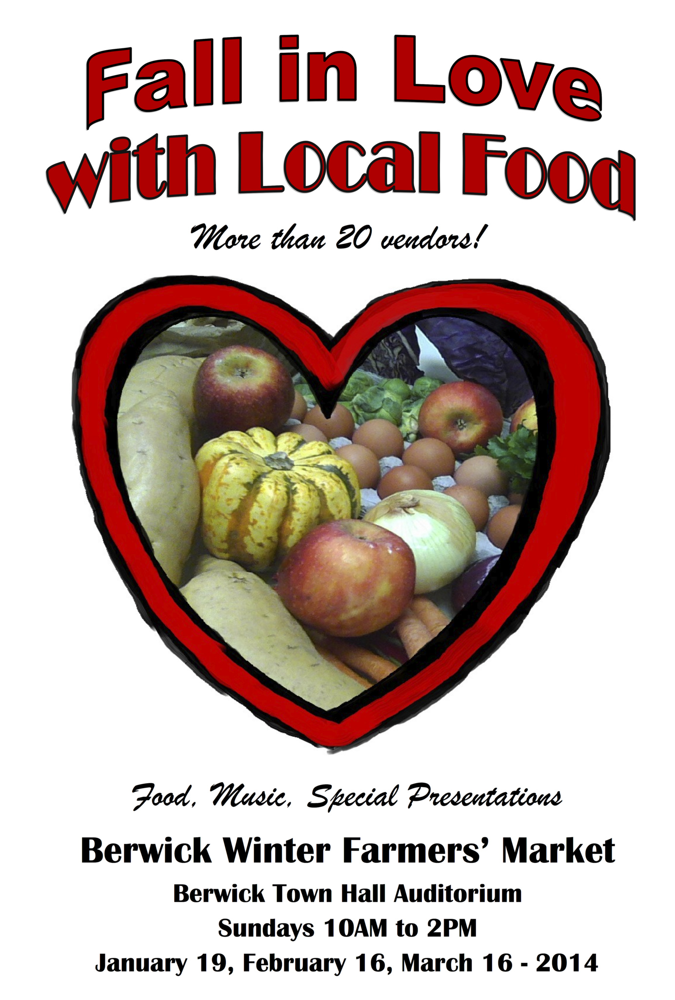 Fall in Love
with Local Food
More than 20 vendors!
Food, Music, Special Presentations
Berwick Winter Farmers’ Market
Berwick Town Hall Auditorium
Sundays 10AM to 2PM
January 19, February 16, March 16 - 2014